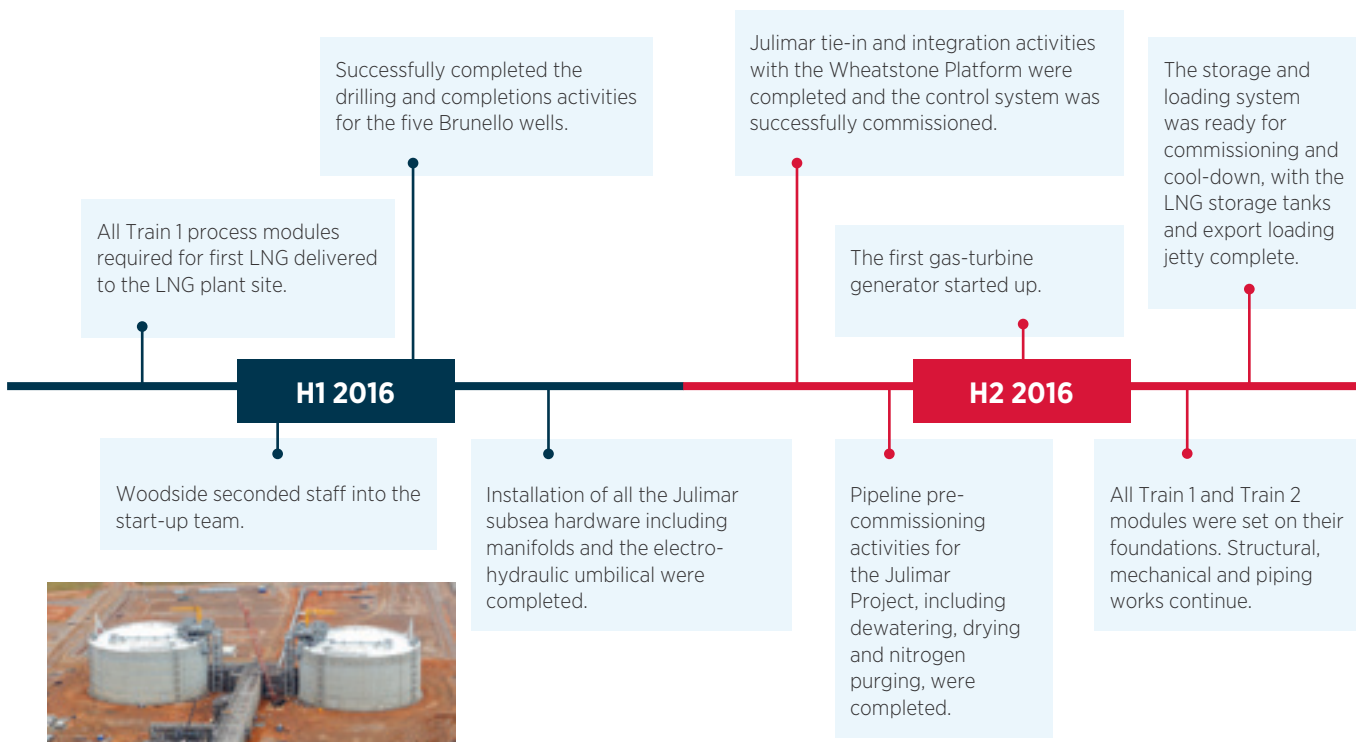 Successfully completed the
drilling and completions activities
for the five Brunello wells.
Julimar tie-in and integration activities
with the Wheatstone Platform were
completed and the control system was
successfully commissioned.
The storage and
loading system
was ready for
commissioning and
cool-down, with the
LNG storage tanks
and export loading
jetty complete.
All Train 1 process modules
required for first LNG delivered
to the LNG plant site.
The first gas-turbine
generator started up.
H1 2016
H2 2016
Woodside seconded staff into the
start-up team.
Installation of all the Julimar
subsea hardware including
manifolds and the electro-
hydraulic umbilical were
completed.
Pipeline pre-
commissioning
activities for
the Julimar
Project, including
dewatering, drying
and nitrogen
purging, were
completed.
All Train 1 and Train 2
modules were set on their
foundations. Structural,
mechanical and piping
works continue.